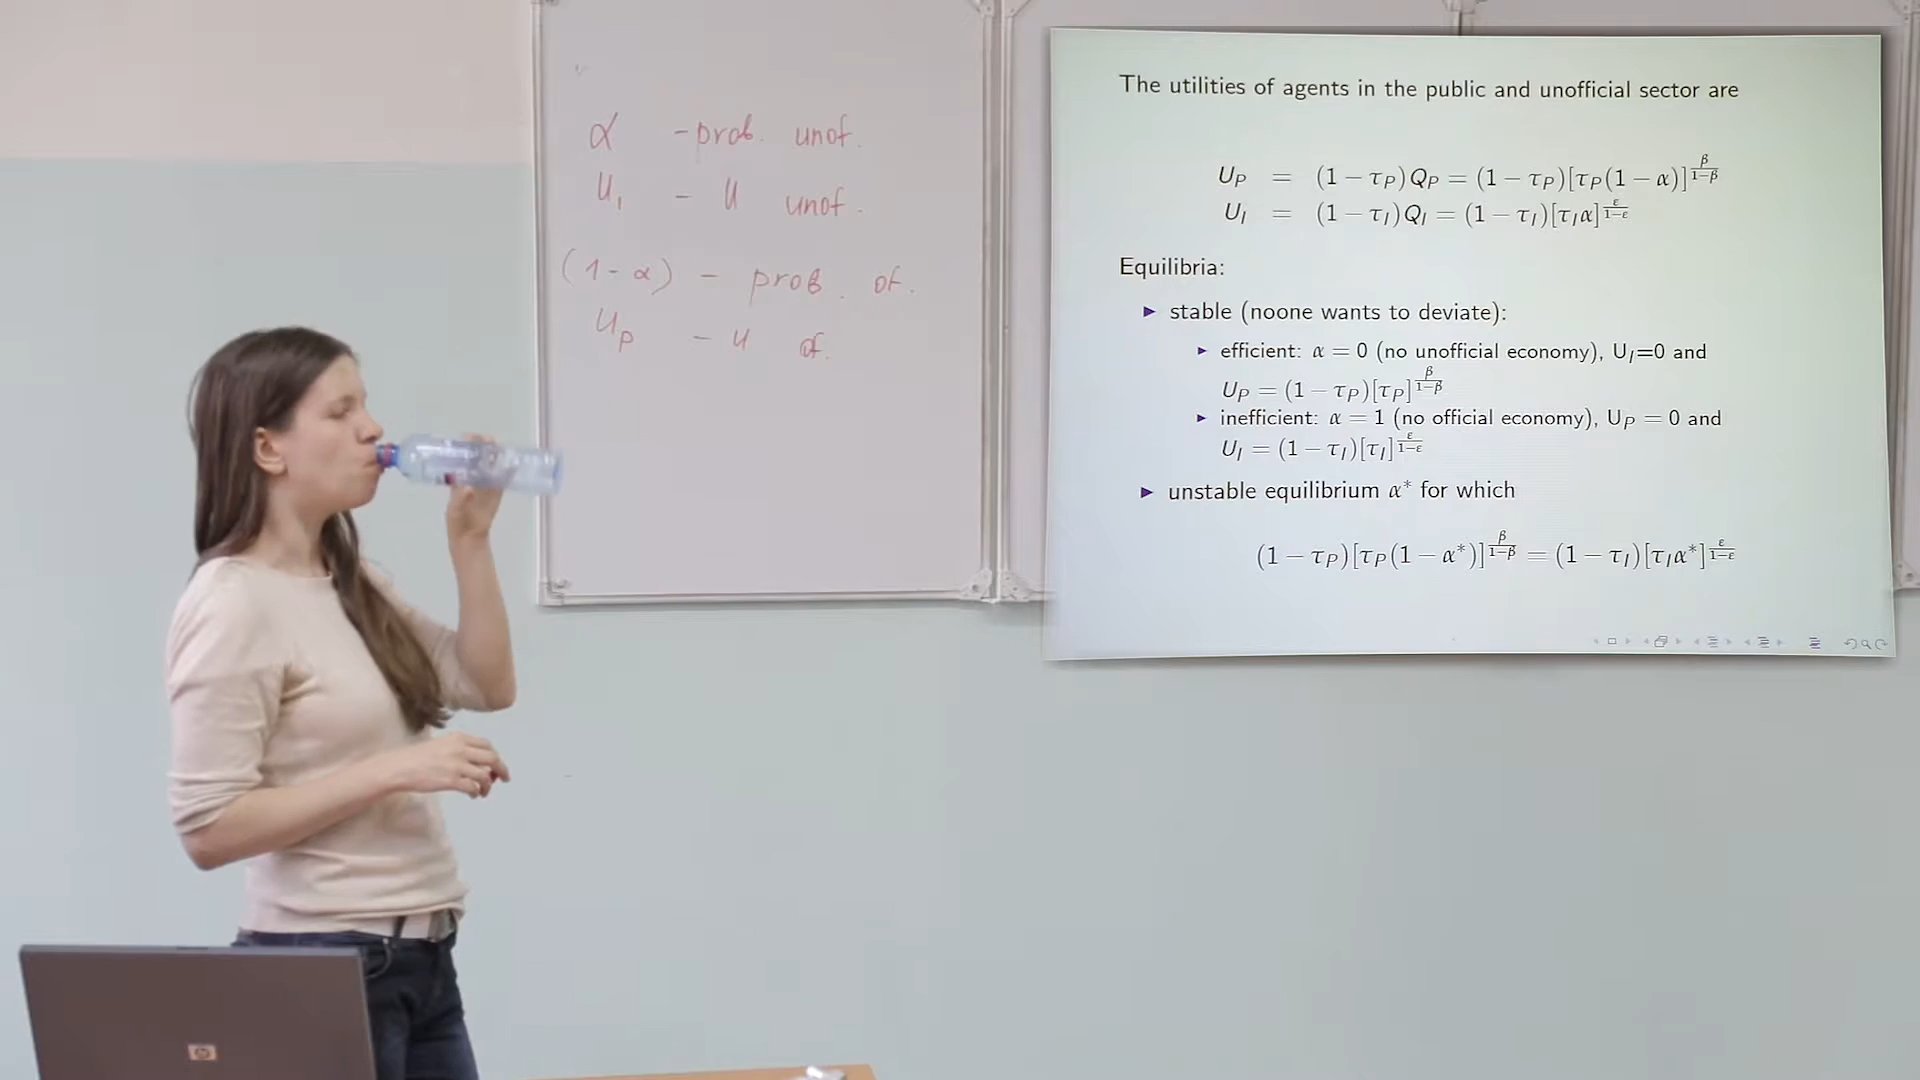 α - prob. unof.
U₁ - U unof.
(1 - α) - prob. of.
U_p - U of.
The utilities of agents in the public and unofficial sector are
U_P = (1 − τ_P)Q_P = (1 − τ_P)[τ_P(1 − α)]^{β/(1−β)}
U_I = (1 − τ_I)Q_I = (1 − τ_I)[τ_Iα]^{ε/(1−ε)}
Equilibria:
▶ stable (noone wants to deviate):
▶ efficient: α = 0 (no unofficial economy), U_I=0 and
U_P = (1 − τ_P)[τ_P]^{β/(1−β)}
▶ inefficient: α = 1 (no official economy), U_P = 0 and
U_I = (1 − τ_I)[τ_I]^{ε/(1−ε)}
▶ unstable equilibrium α* for which
(1 − τ_P)[τ_P(1 − α*)]^{β/(1−β)} = (1 − τ_I)[τ_Iα*]^{ε/(1−ε)}
hp